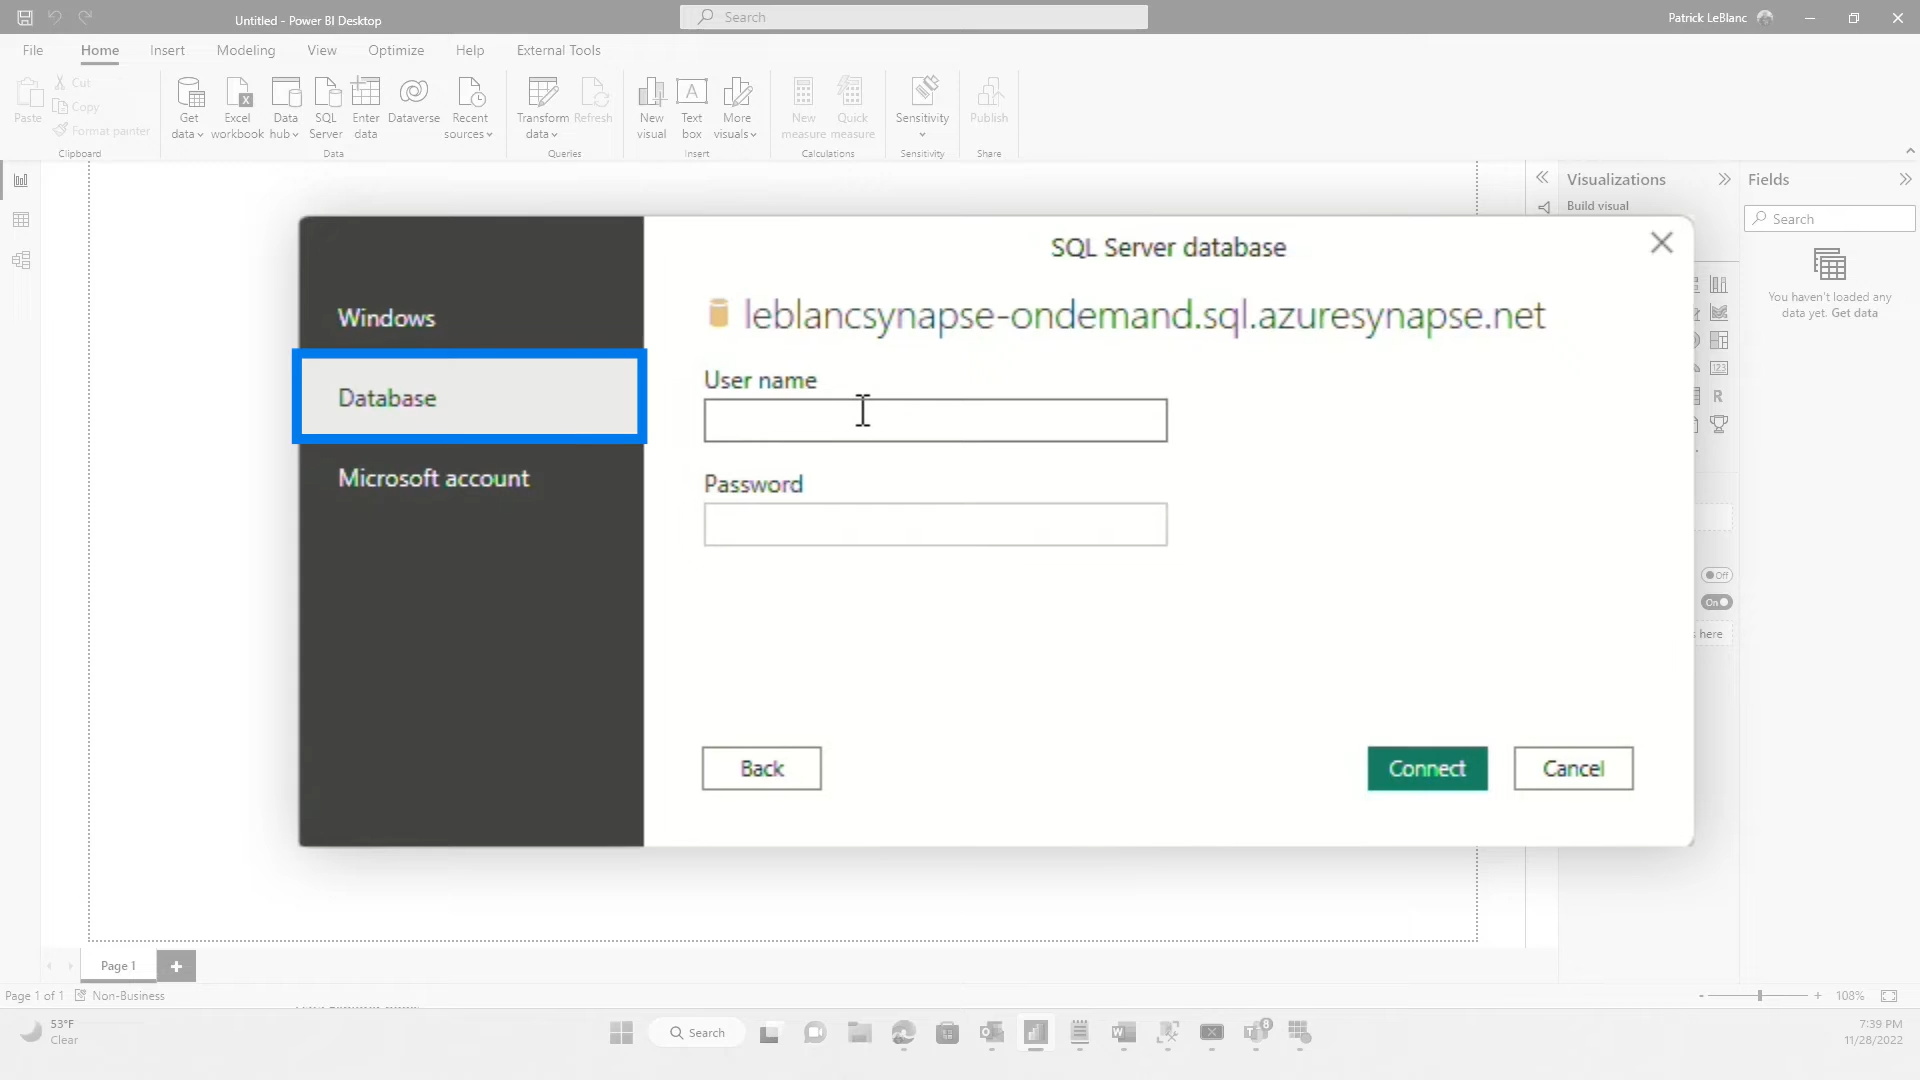 Untitled - Power BI Desktop
Search
Patrick LeBlanc
File Home Insert Modeling View Optimize Help External Tools
Paste
Cut
Copy
Format painter
Clipboard
Get data
Excel workbook
Data hub
SQL Server
Enter data
Dataverse
Recent sources
Data
Transform data
Refresh
Queries
New visual
Text box
More visuals
Insert
New measure
Quick measure
Calculations
Sensitivity
Sensitivity
Publish
Share
Visualizations
Build visual
Fields
Search
You haven't loaded any
data yet. Get data
Windows
Database
Microsoft account
SQL Server database
leblancsynapse-ondemand.sql.azuresynapse.net
User name
Password
Back
Connect
Cancel
123
R
Off
On
here
Page 1
Page 1 of 1
Non-Business
108%
53°F
Clear
Search
8
7:39 PM
11/28/2022